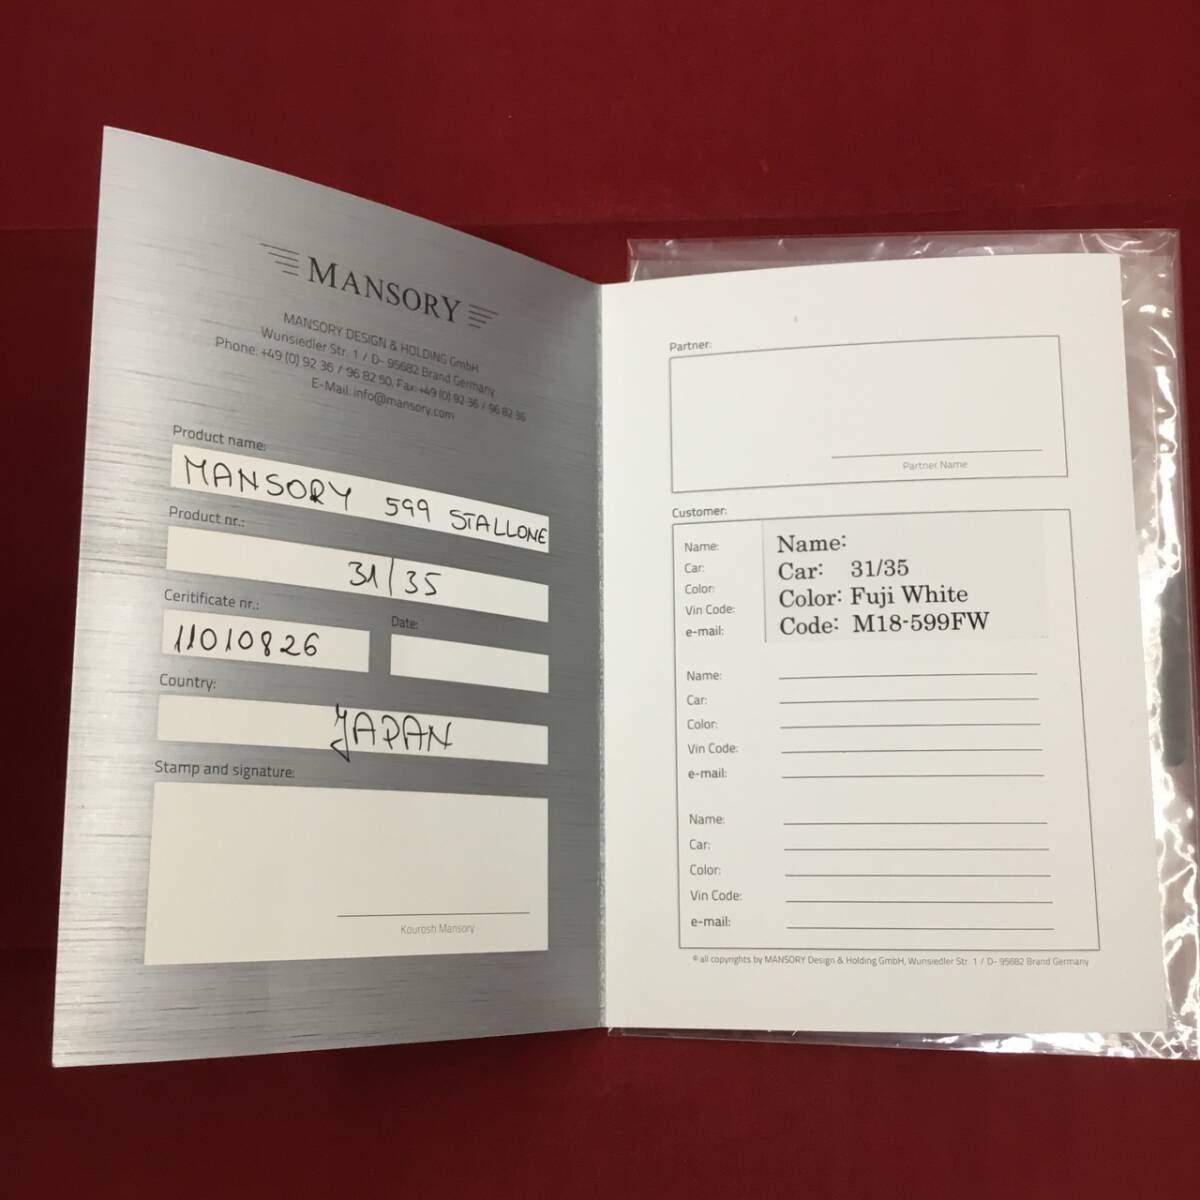 MANSORY
MANSORY DESIGN & HOLDING GmbH
Wunsiedler Str. 1 / D- 95682 Brand Germany
Phone: +49 (0) 92 36 / 96 82 50, Fax: +49 (0) 92 36 / 96 82 36
E-Mail: info@mansory.com
Product name:
MANSORY 599 STALLONE
Product nr.:
31/35
Ceritificate nr.:
Date:
11010826
Country:
JAPAN
Stamp and signature:
Kourosh Mansory
Partner:
Partner Name
Customer:
Name:
Car:
Color:
Vin Code:
e-mail:
Name:
Car: 31/35
Color: Fuji White
Code: M18-599FW
Name:
Car:
Color:
Vin Code:
e-mail:
Name:
Car:
Color:
Vin Code:
e-mail:
© all copyrights by MANSORY Design & Holding GmbH, Wunsiedler Str. 1 / D- 95682 Brand Germany